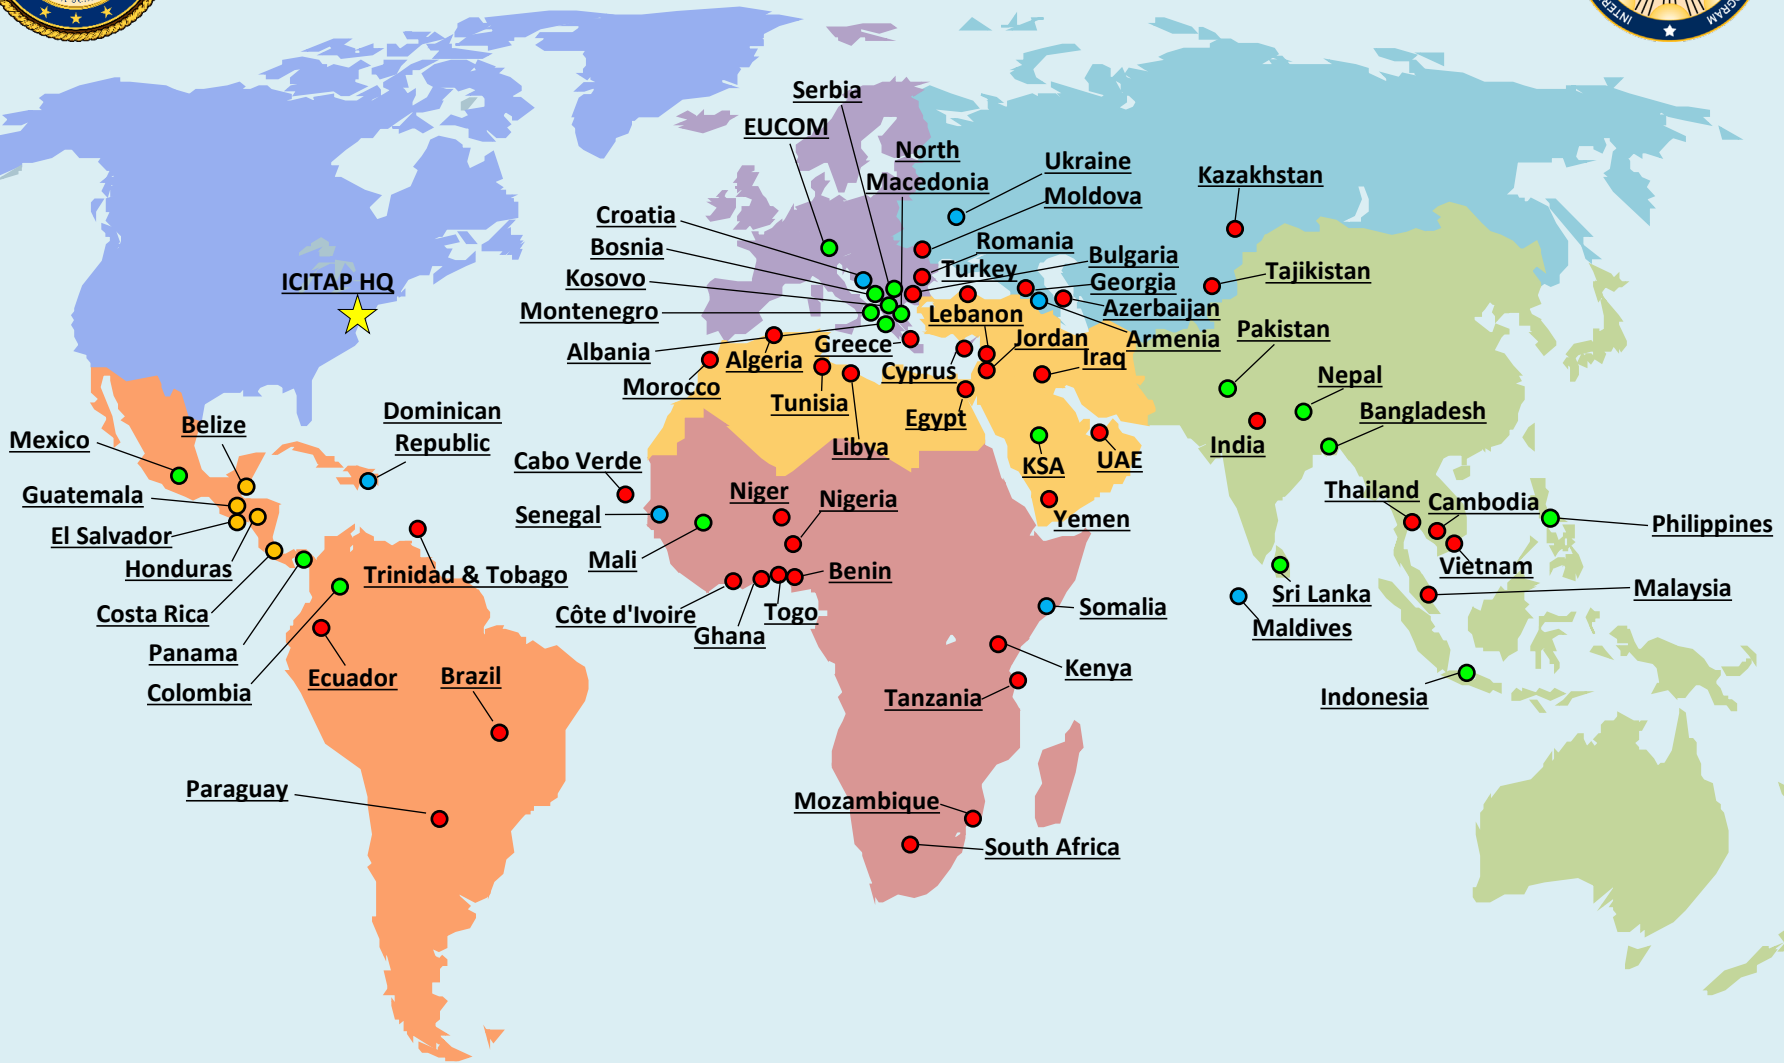 INTER
OGRAM
Serbia
EUCOM
North
Macedonia
Ukraine
Moldova
Kazakhstan
Croatia
Bosnia
Kosovo
Montenegro
Albania
Romania
Turkey
Bulgaria
Georgia
Azerbaijan
Armenia
Tajikistan
ICITAP HQ
Lebanon
Jordan
Iraq
Greece
Cyprus
Algeria
Morocco
Tunisia
Libya
Egypt
Pakistan
Nepal
Bangladesh
India
KSA
UAE
Yemen
Dominican
Republic
Belize
Mexico
Guatemala
El Salvador
Honduras
Costa Rica
Panama
Colombia
Trinidad & Tobago
Ecuador
Brazil
Paraguay
Cabo Verde
Senegal
Mali
Niger
Nigeria
Benin
Côte d'Ivoire
Ghana
Togo
Somalia
Kenya
Tanzania
Mozambique
South Africa
Thailand
Cambodia
Philippines
Vietnam
Sri Lanka
Maldives
Malaysia
Indonesia